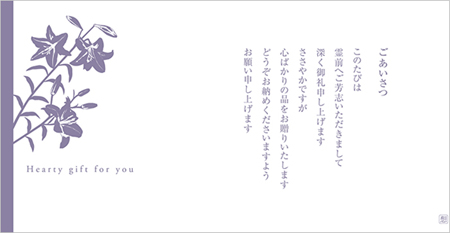 ごあいさつ
このたびは
霊前へご芳志いただきまして
深く御礼申し上げます
ささやかですが
心ばかりの品をお贈りいたします
どうぞお納めくださいますよう
お願い申し上げます
Hearty gift for you